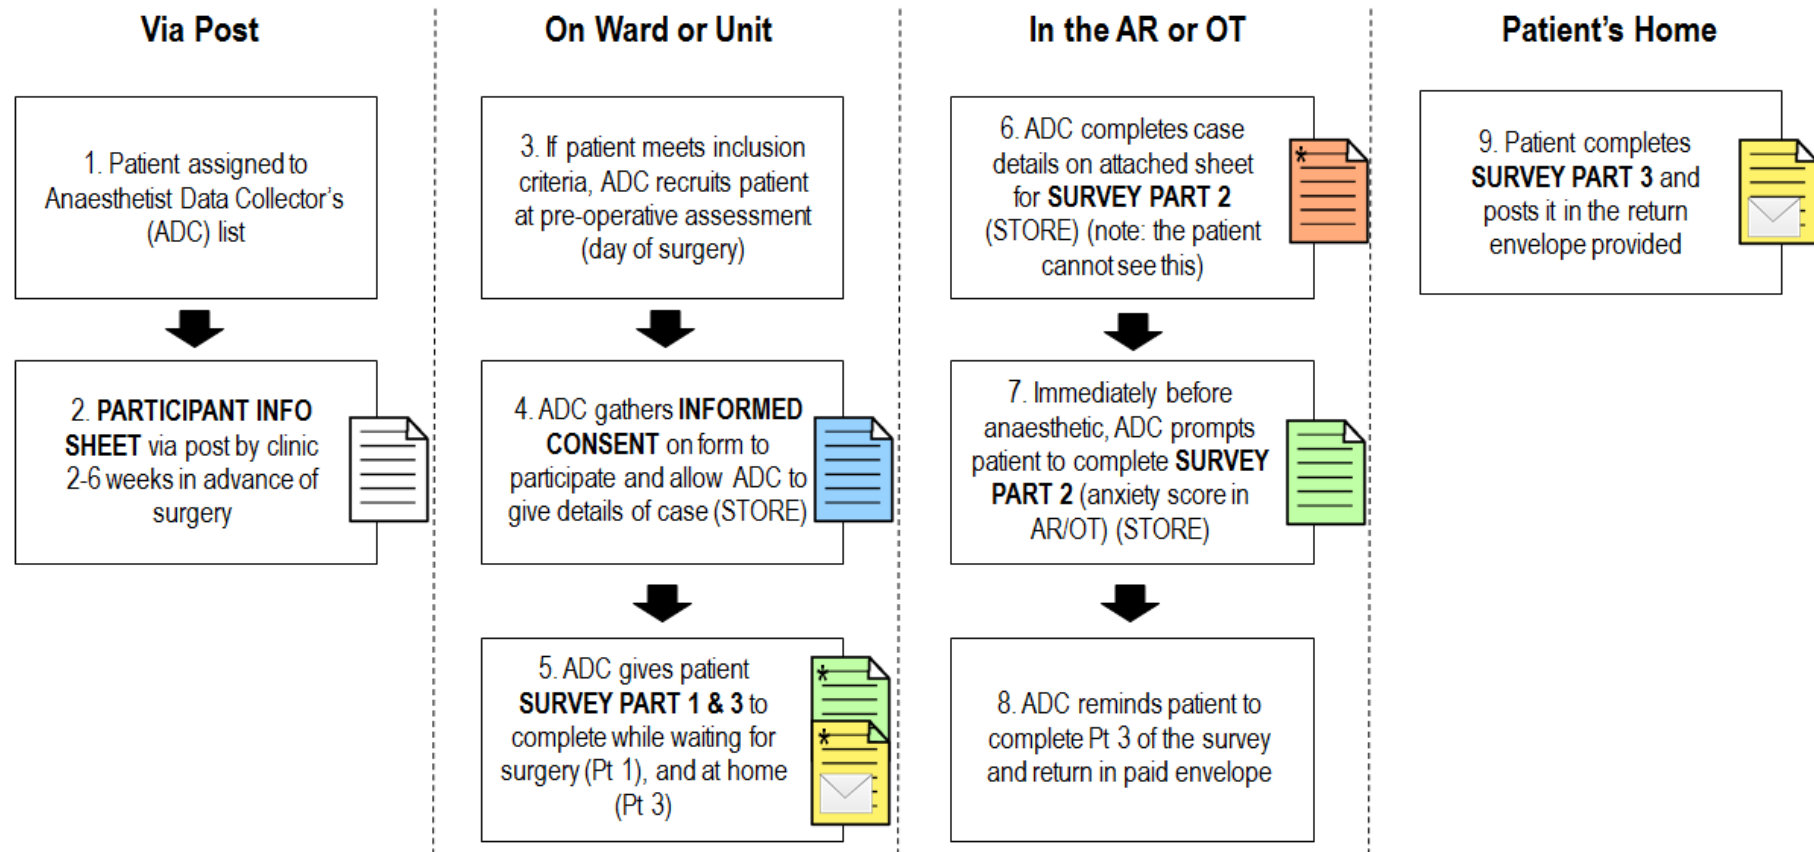 Via Post
1. Patient assigned to
Anaesthetist Data Collector's
(ADC) list
2. PARTICIPANT INFO
SHEET via post by clinic
2-6 weeks in advance of
surgery
On Ward or Unit
3. If patient meets inclusion
criteria, ADC recruits patient
at pre-operative assessment
(day of surgery)
4. ADC gathers INFORMED
CONSENT on form to
participate and allow ADC to
give details of case (STORE)
5. ADC gives patient
SURVEY PART 1 & 3 to
complete while waiting for
surgery (Pt 1), and at home
(Pt 3)
*
*
In the AR or OT
6. ADC completes case
details on attached sheet
for SURVEY PART 2
(STORE) (note: the patient
cannot see this)
*
7. Immediately before
anaesthetic, ADC prompts
patient to complete SURVEY
PART 2 (anxiety score in
AR/OT) (STORE)
8. ADC reminds patient to
complete Pt 3 of the survey
and return in paid envelope
Patient's Home
9. Patient completes
SURVEY PART 3 and
posts it in the return
envelope provided